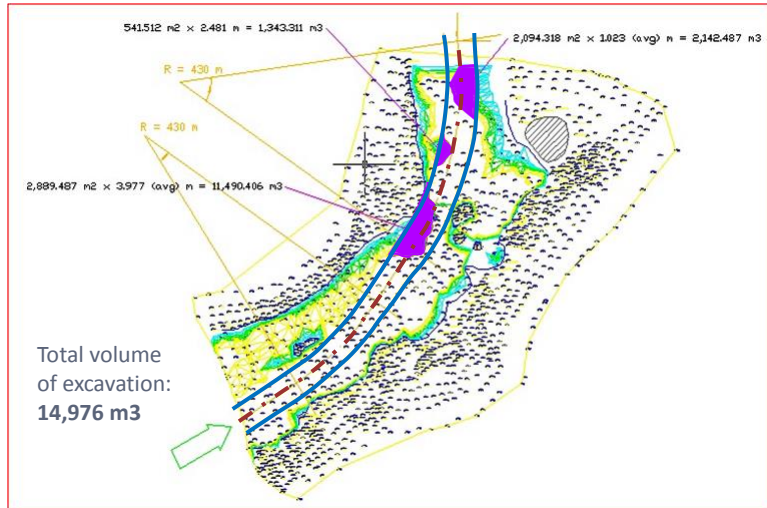 541.512 m2 x 2.481 m = 1,343.311 m3
2,094.318 m2 x 1.023 (avg) m = 2,142.487 m3
R = 430 m
R = 430 m
2,889.487 m2 x 3.977 (avg) m = 11,490.406 m3
Total volume
of excavation:
14,976 m3